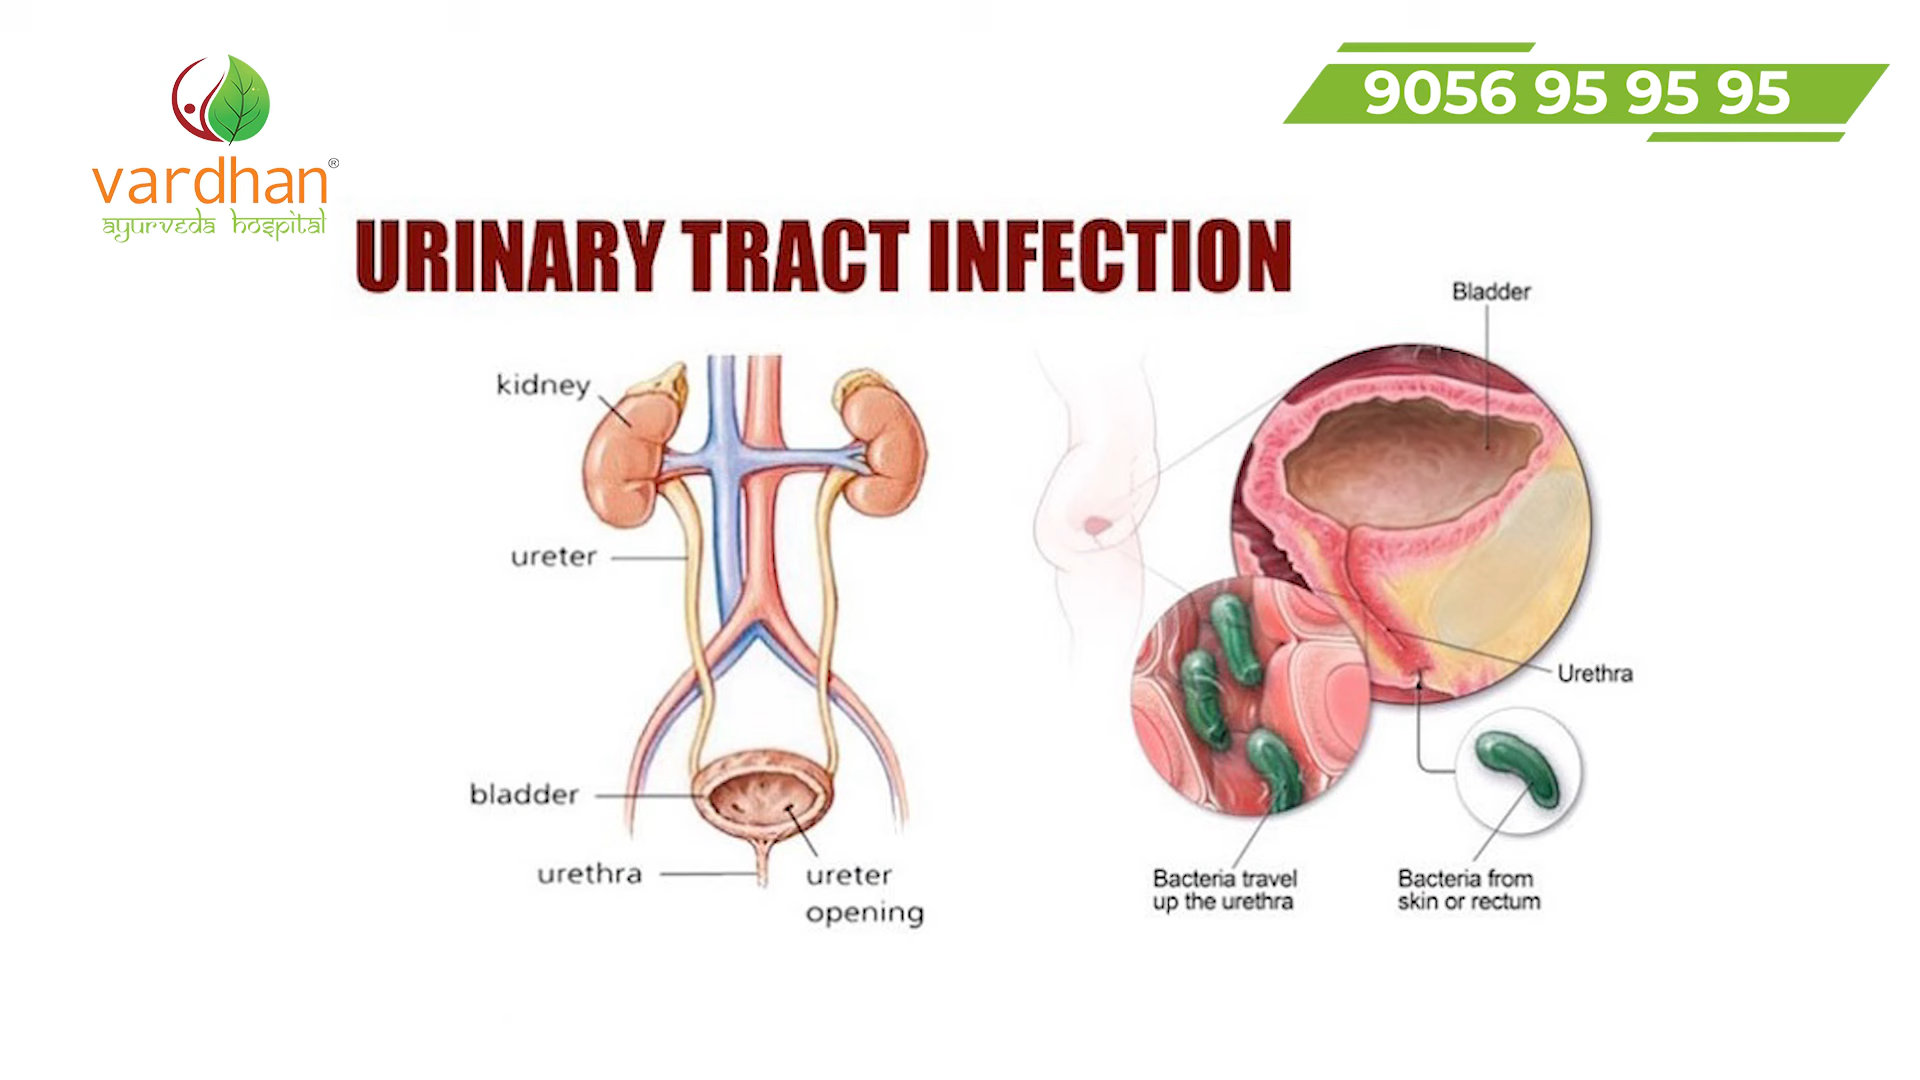 9056 95 95 95
vardhan®
ayurveda hospital
URINARY TRACT INFECTION
kidney
ureter
bladder
urethra
ureter
opening
Bladder
Urethra
Bacteria travel
up the urethra
Bacteria from
skin or rectum